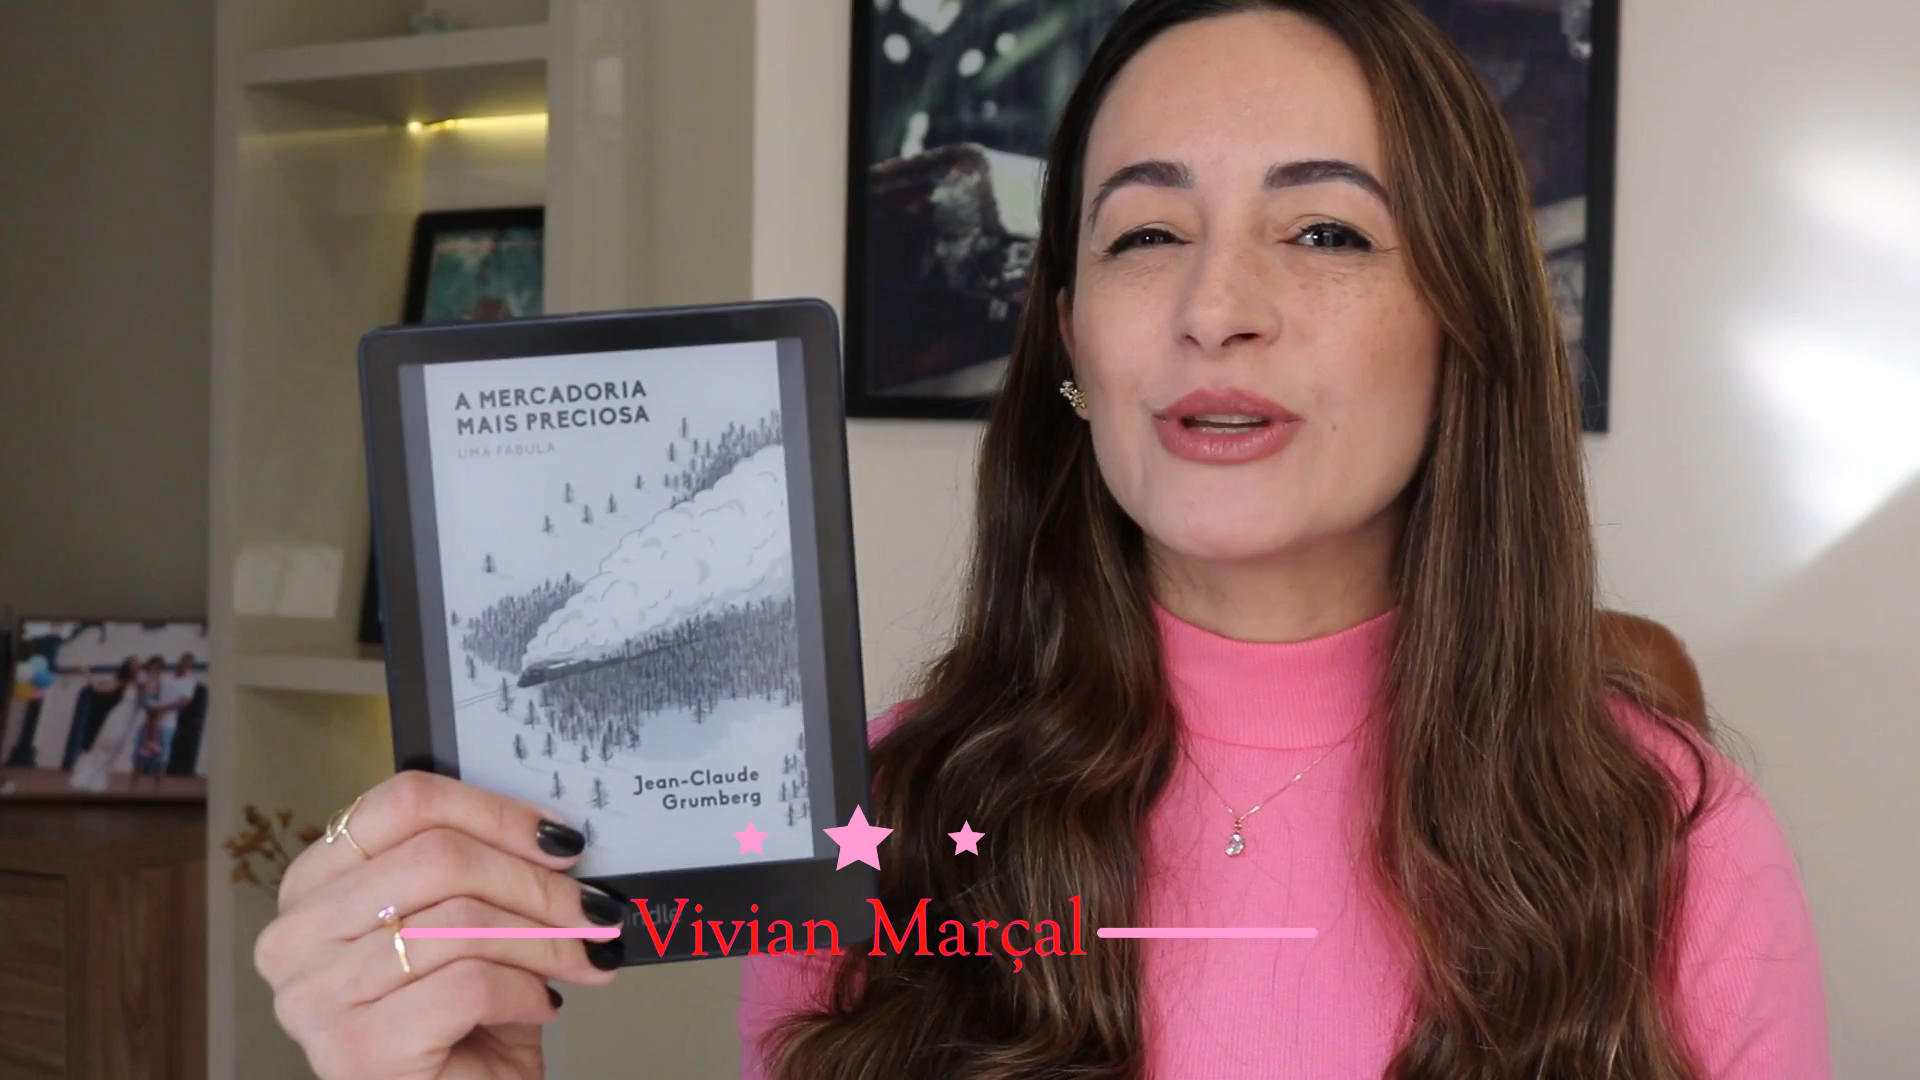 A MERCADORIA
MAIS PRECIOSA
UMA FÁBULA
Jean-Claude
Grumberg
Vivian Marçal